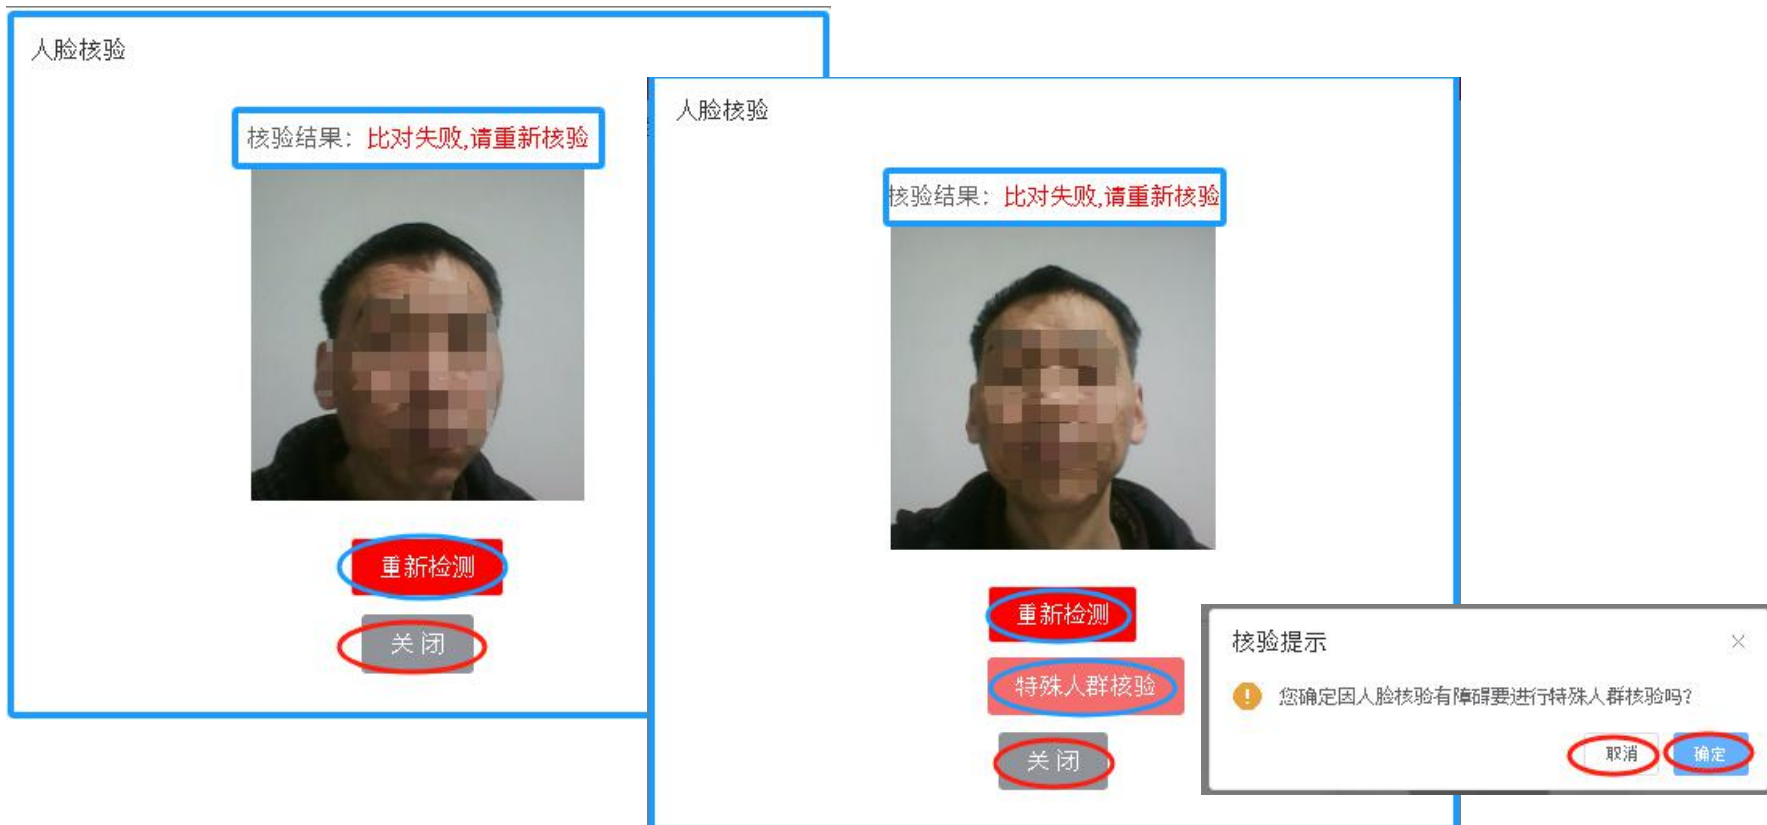 人脸核验
核验结果：比对失败,请重新核验
重新检测
关 闭
人脸核验
核验结果：比对失败,请重新核验
重新检测
特殊人群核验
关 闭
核验提示
您确定因人脸核验有障碍要进行特殊人群核验吗?
取消
确定